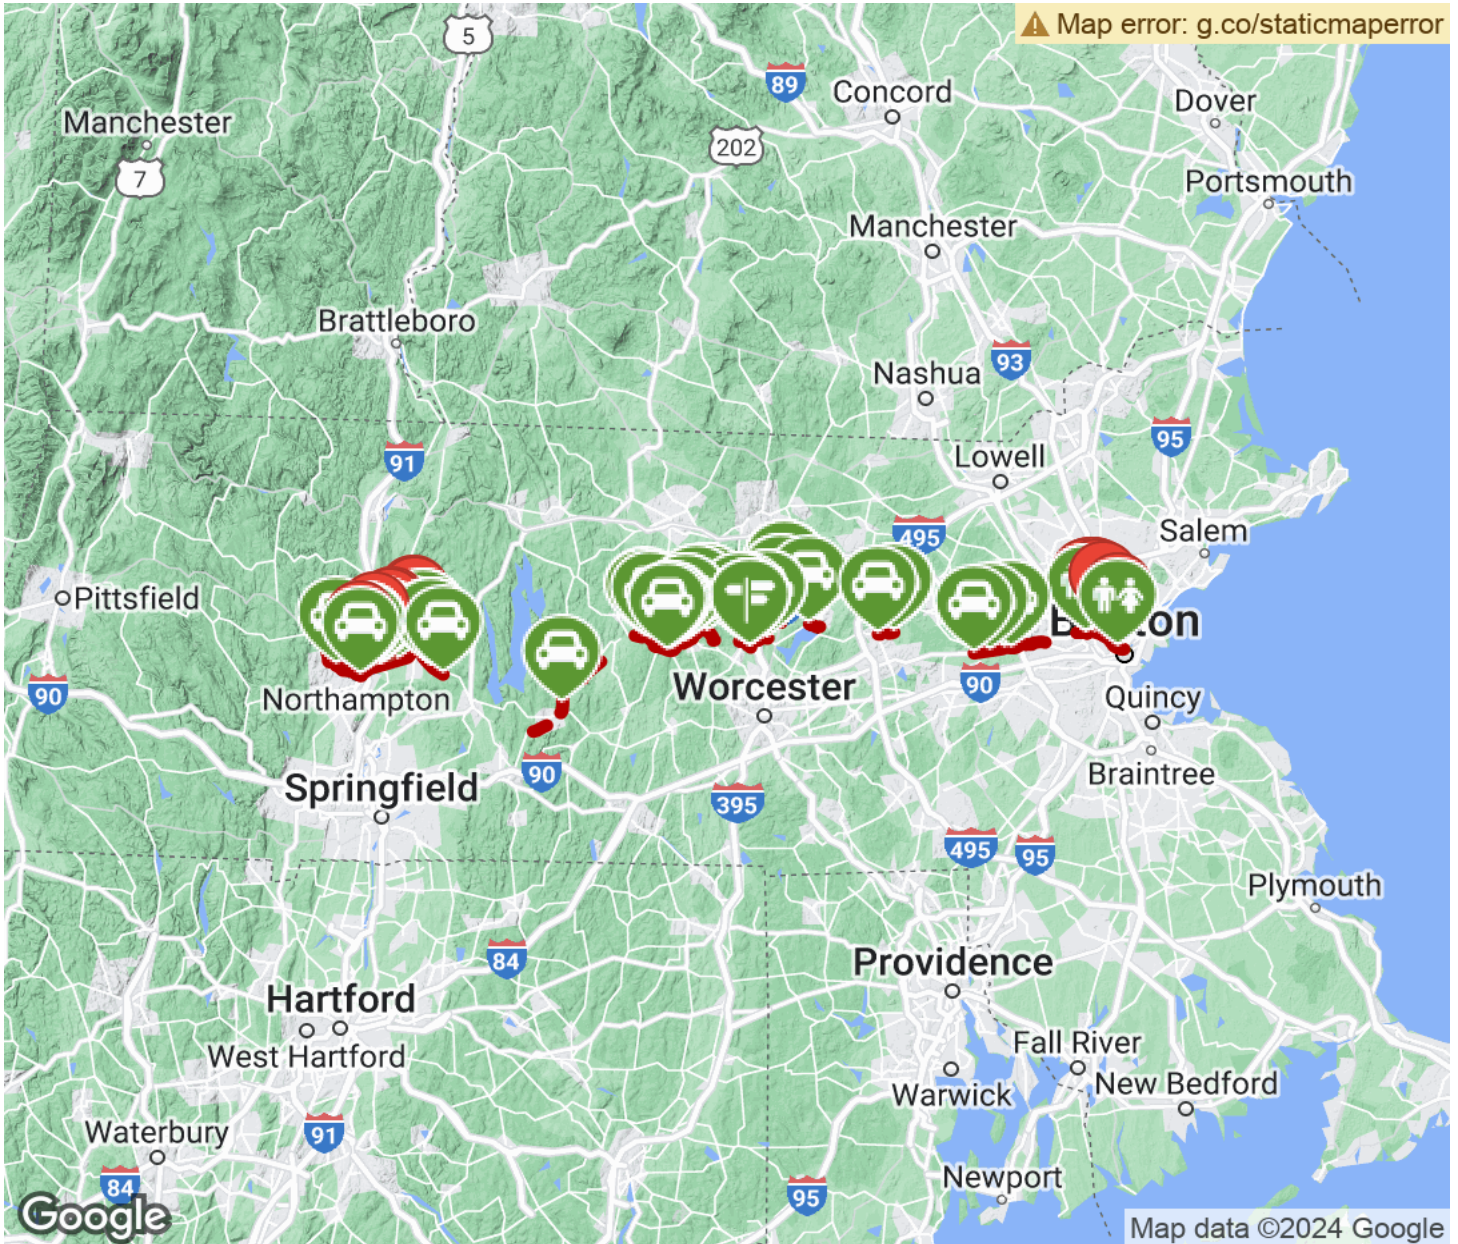 5
Map error: g.co/staticmaperror
89
Concord
Dover
Manchester
202
7
Portsmouth
Manchester
Brattleboro
93
Nashua
91
95
Lowell
495
Salem
Pittsfield
Boston
90
Northampton
Worcester
90
Quincy
90
Springfield
395
Braintree
495
95
Plymouth
84
Providence
Hartford
West Hartford
Fall River
Warwick
New Bedford
91
Waterbury
84
Newport
95
Google
Map data ©2024 Google